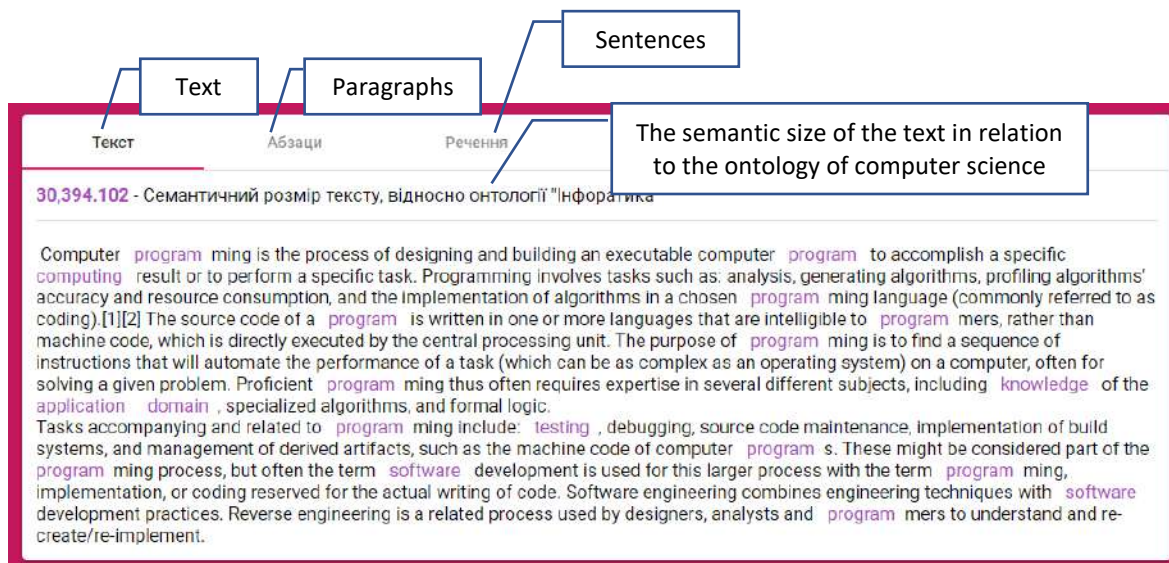 Sentences
Text
Paragraphs
The semantic size of the text in relation
to the ontology of computer science
Текст Абзаци Речення
30,394.102 - Семантичний розмір тексту, відносно онтології "Інформатика"
Computer program ming is the process of designing and building an executable computer program to accomplish a specific
computing result or to perform a specific task. Programming involves tasks such as: analysis, generating algorithms, profiling algorithms'
accuracy and resource consumption, and the implementation of algorithms in a chosen program ming language (commonly referred to as
coding).[1][2] The source code of a program is written in one or more languages that are intelligible to program mers, rather than
machine code, which is directly executed by the central processing unit. The purpose of program ming is to find a sequence of
instructions that will automate the performance of a task (which can be as complex as an operating system) on a computer, often for
solving a given problem. Proficient program ming thus often requires expertise in several different subjects, including knowledge of the
application domain , specialized algorithms, and formal logic.
Tasks accompanying and related to program ming include: testing , debugging, source code maintenance, implementation of build
systems, and management of derived artifacts, such as the machine code of computer program s. These might be considered part of the
program ming process, but often the term software development is used for this larger process with the term program ming,
implementation, or coding reserved for the actual writing of code. Software engineering combines engineering techniques with software
development practices. Reverse engineering is a related process used by designers, analysts and program mers to understand and re-
create/re-implement.